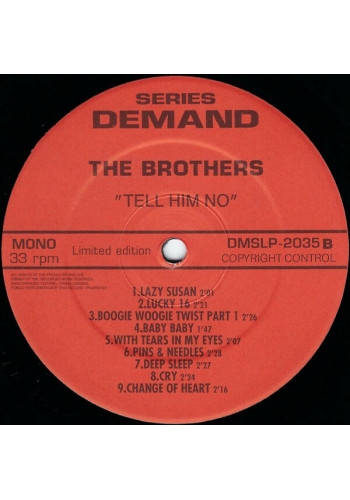 SERIES
DEMAND
THE BROTHERS
"TELL HIM NO"
MONO
33 rpm
Limited edition
DMSLP-2035 B
COPYRIGHT CONTROL
1.LAZY SUSAN 2'01
2.LUCKY 16 2'21
3.BOOGIE WOOGIE TWIST PART 1 2'26
4.BABY BABY 1'47
5.WITH TEARS IN MY EYES 2'07
6.PINS & NEEDLES 2'28
7.DEEP SLEEP 2'27
8.CRY 2'24
9.CHANGE OF HEART 2'16